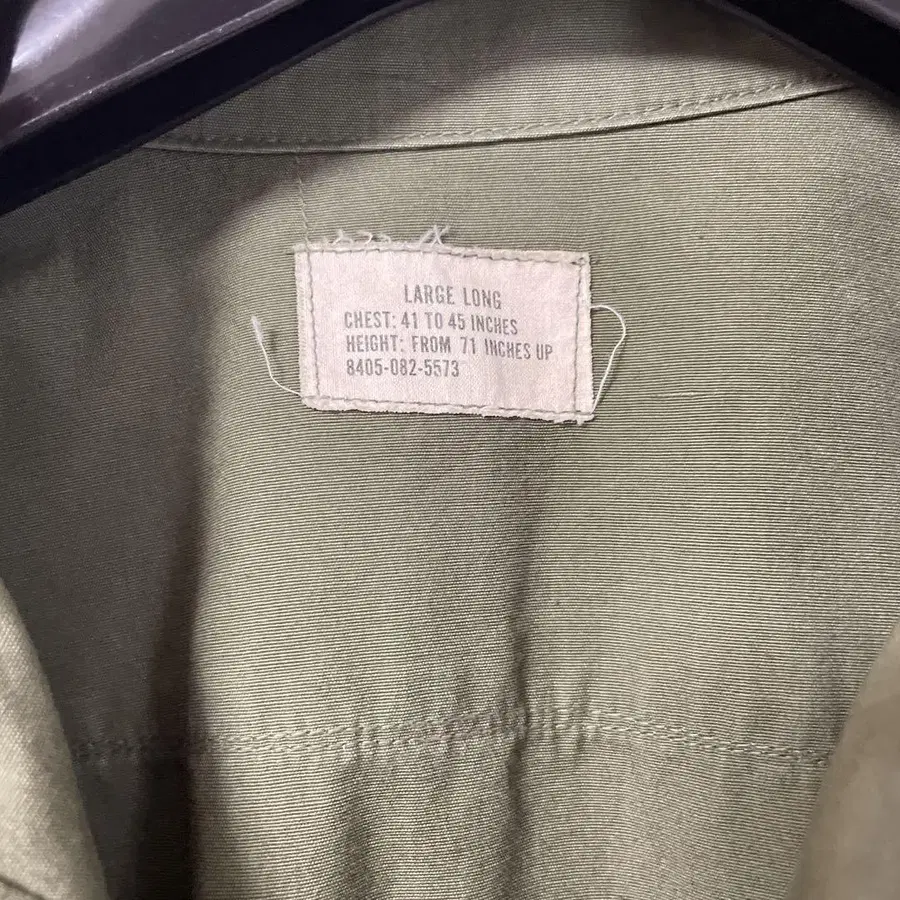 LARGE LONG
CHEST: 41 TO 45 INCHES
HEIGHT: FROM 71 INCHES UP
8405-082-5573